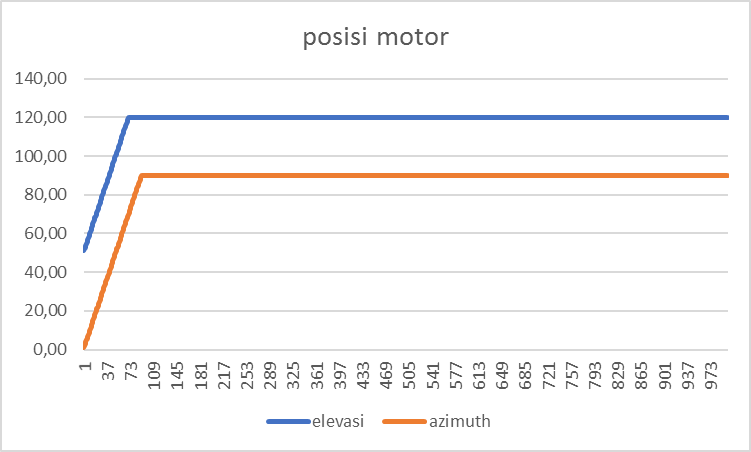 posisi motor
140,00
120,00
100,00
80,00
60,00
40,00
20,00
0,00
1 37 73 109 145 181 217 253 289 325 361 397 433 469 505 541 577 613 649 685 721 757 793 829 865 901 937 973
elevasi azimuth